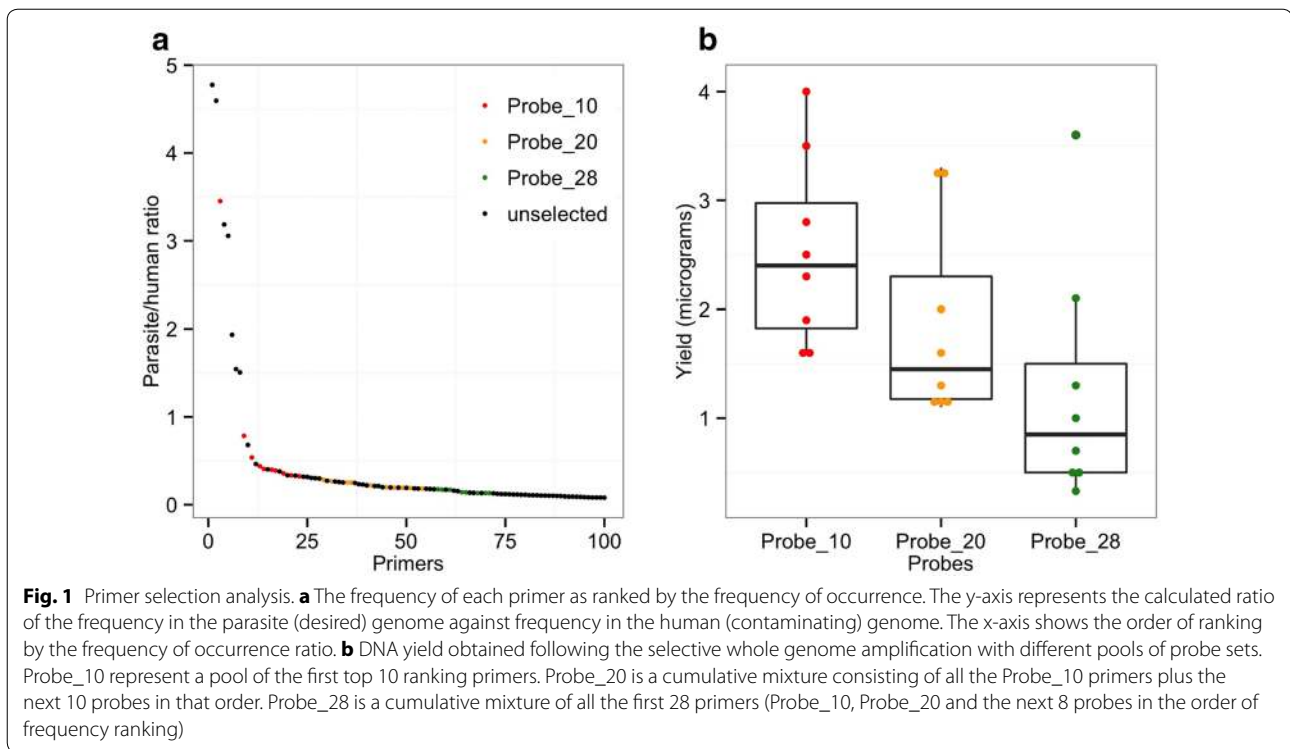 a
b
5
4
3
2
1
0
Parasite/human ratio
Probe_10
Probe_20
Probe_28
unselected
0
25
50
75
100
Primers
4
3
2
1
Yield (micrograms)
Probe_10
Probe_20
Probe_28
Probes
Fig. 1 Primer selection analysis. a The frequency of each primer as ranked by the frequency of occurrence. The y-axis represents the calculated ratio
of the frequency in the parasite (desired) genome against frequency in the human (contaminating) genome. The x-axis shows the order of ranking
by the frequency of occurrence ratio. b DNA yield obtained following the selective whole genome amplification with different pools of probe sets.
Probe_10 represent a pool of the first top 10 ranking primers. Probe_20 is a cumulative mixture consisting of all the Probe_10 primers plus the
next 10 probes in that order. Probe_28 is a cumulative mixture of all the first 28 primers (Probe_10, Probe_20 and the next 8 probes in the order of
frequency ranking)